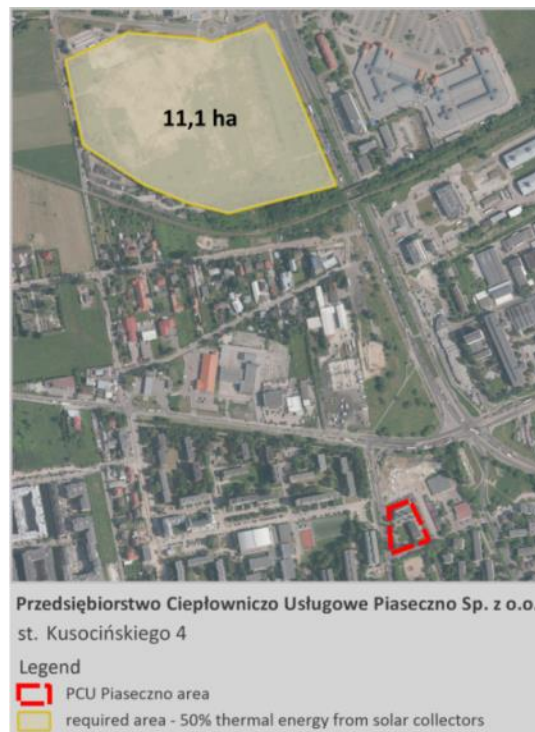 11,1 ha
Przedsiębiorstwo Ciepłowniczo Usługowe Piaseczno Sp. z o.o.
st. Kusocińskiego 4
Legend
PCU Piaseczno area
required area - 50% thermal energy from solar collectors